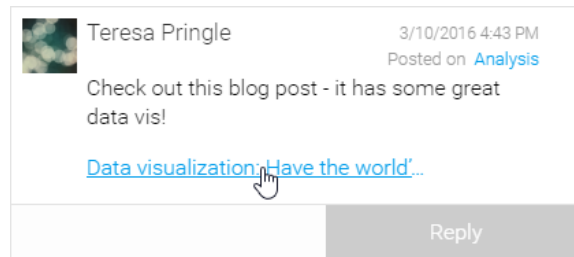 Teresa Pringle
3/10/2016 4:43 PM
Posted on Analysis
Check out this blog post - it has some great
data vis!
Data visualization: Have the world'...
Reply